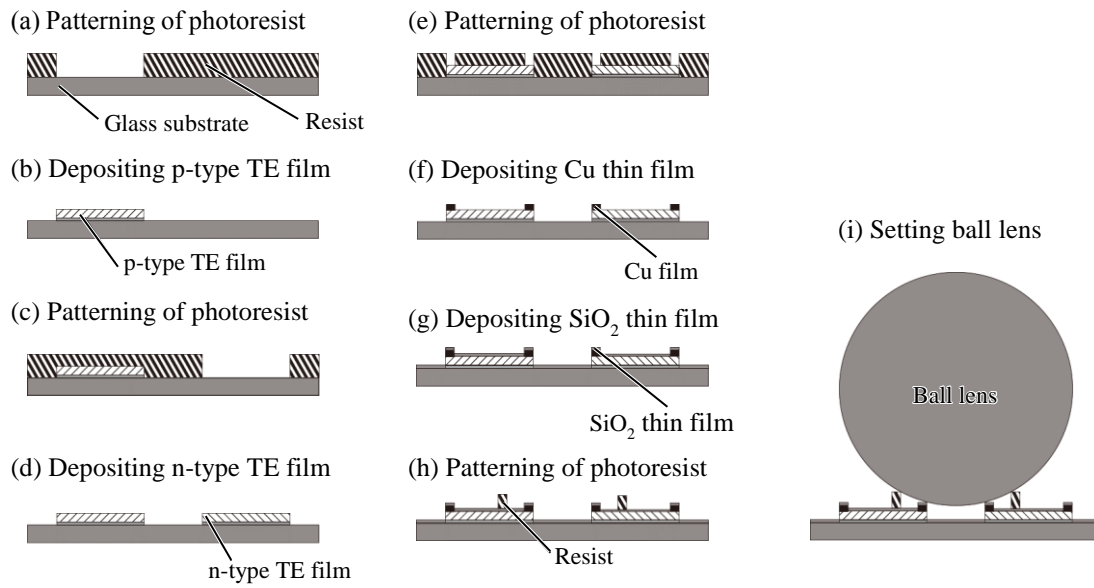 (a) Patterning of photoresist
Glass substrate
Resist
(b) Depositing p-type TE film
p-type TE film
(c) Patterning of photoresist
(d) Depositing n-type TE film
n-type TE film
(e) Patterning of photoresist
(f) Depositing Cu thin film
Cu film
(g) Depositing SiO₂ thin film
SiO₂ thin film
(h) Patterning of photoresist
Resist
(i) Setting ball lens
Ball lens